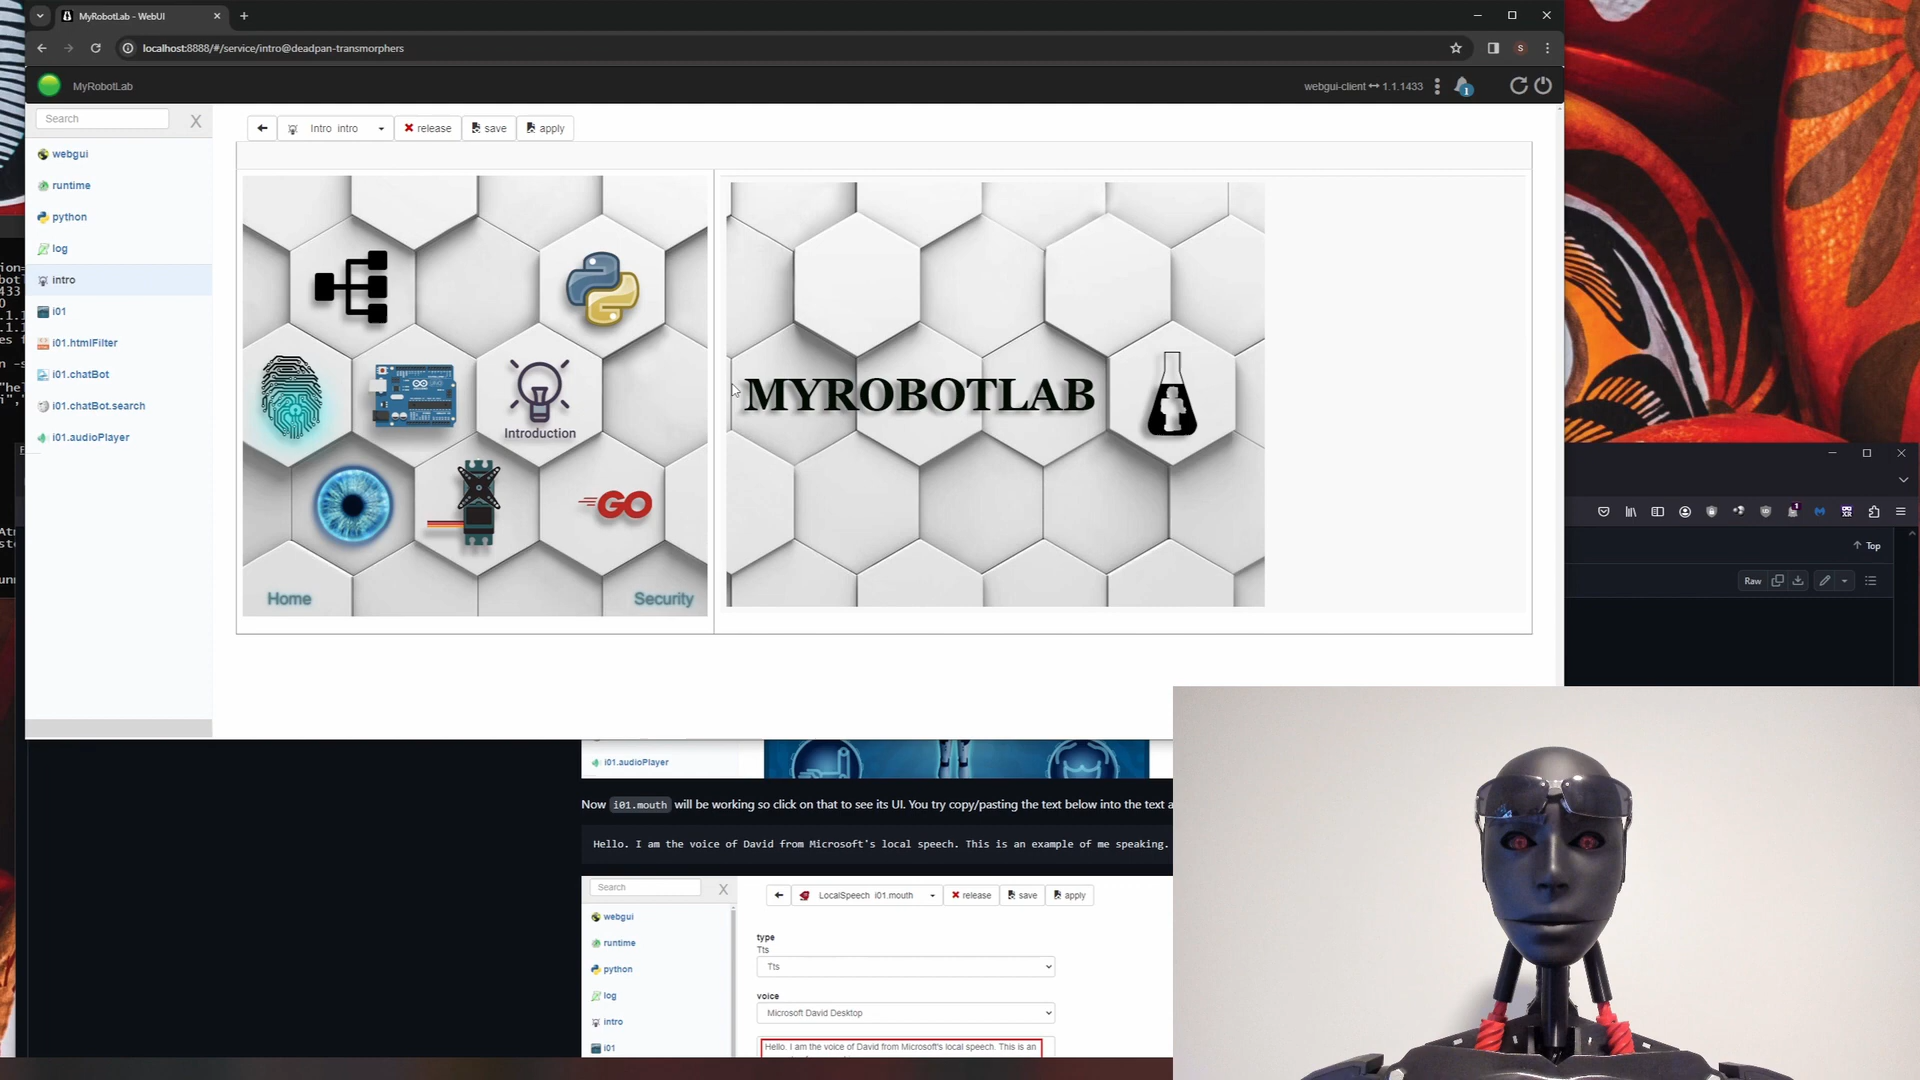 MyRobotLab - WebUI
localhost:8888/#/service/intro@deadpan-transmorphers
S
MyRobotLab
webgui-client ↔ 1.1.1433
1
Search
X
Intro intro
release
save
apply
webgui
runtime
python
log
intro
i01
i01.htmlFilter
i01.chatBot
i01.chatBot.search
i01.audioPlayer
Introduction
GO
Home
Security
MYROBOTLAB
1
Top
Raw
i01.audioPlayer
Now i01.mouth will be working so click on that to see its UI. You try copy/pasting the text below into the text a
Hello. I am the voice of David from Microsoft's local speech. This is an example of me speaking.
Search
X
LocalSpeech i01.mouth
release
save
apply
webgui
runtime
python
log
intro
i01
type
Tts
Tts
voice
Microsoft David Desktop
Hello. I am the voice of David from Microsoft's local speech. This is an